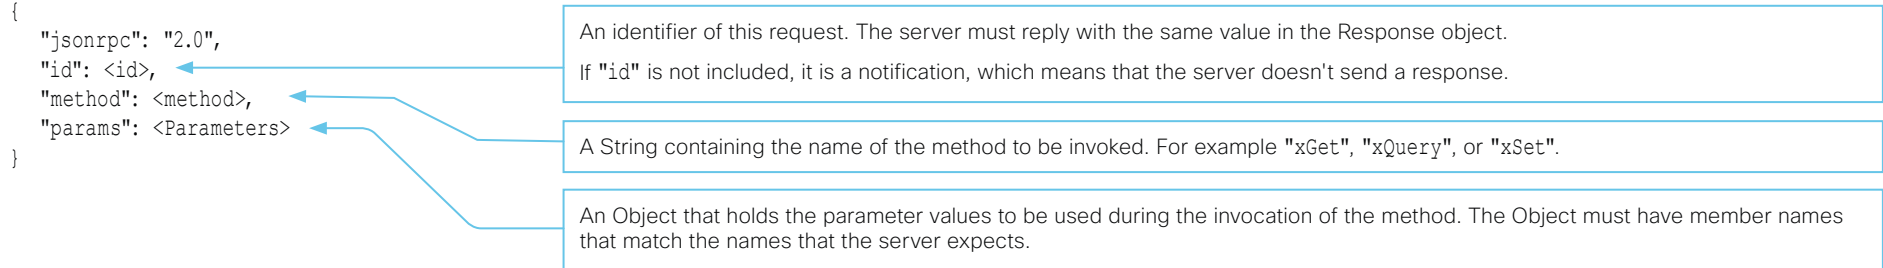 {
"jsonrpc": "2.0",
"id": <id>,
"method": <method>,
"params": <Parameters>
}
An identifier of this request. The server must reply with the same value in the Response object.
If "id" is not included, it is a notification, which means that the server doesn't send a response.
A String containing the name of the method to be invoked. For example "xGet", "xQuery", or "xSet".
An Object that holds the parameter values to be used during the invocation of the method. The Object must have member names
that match the names that the server expects.